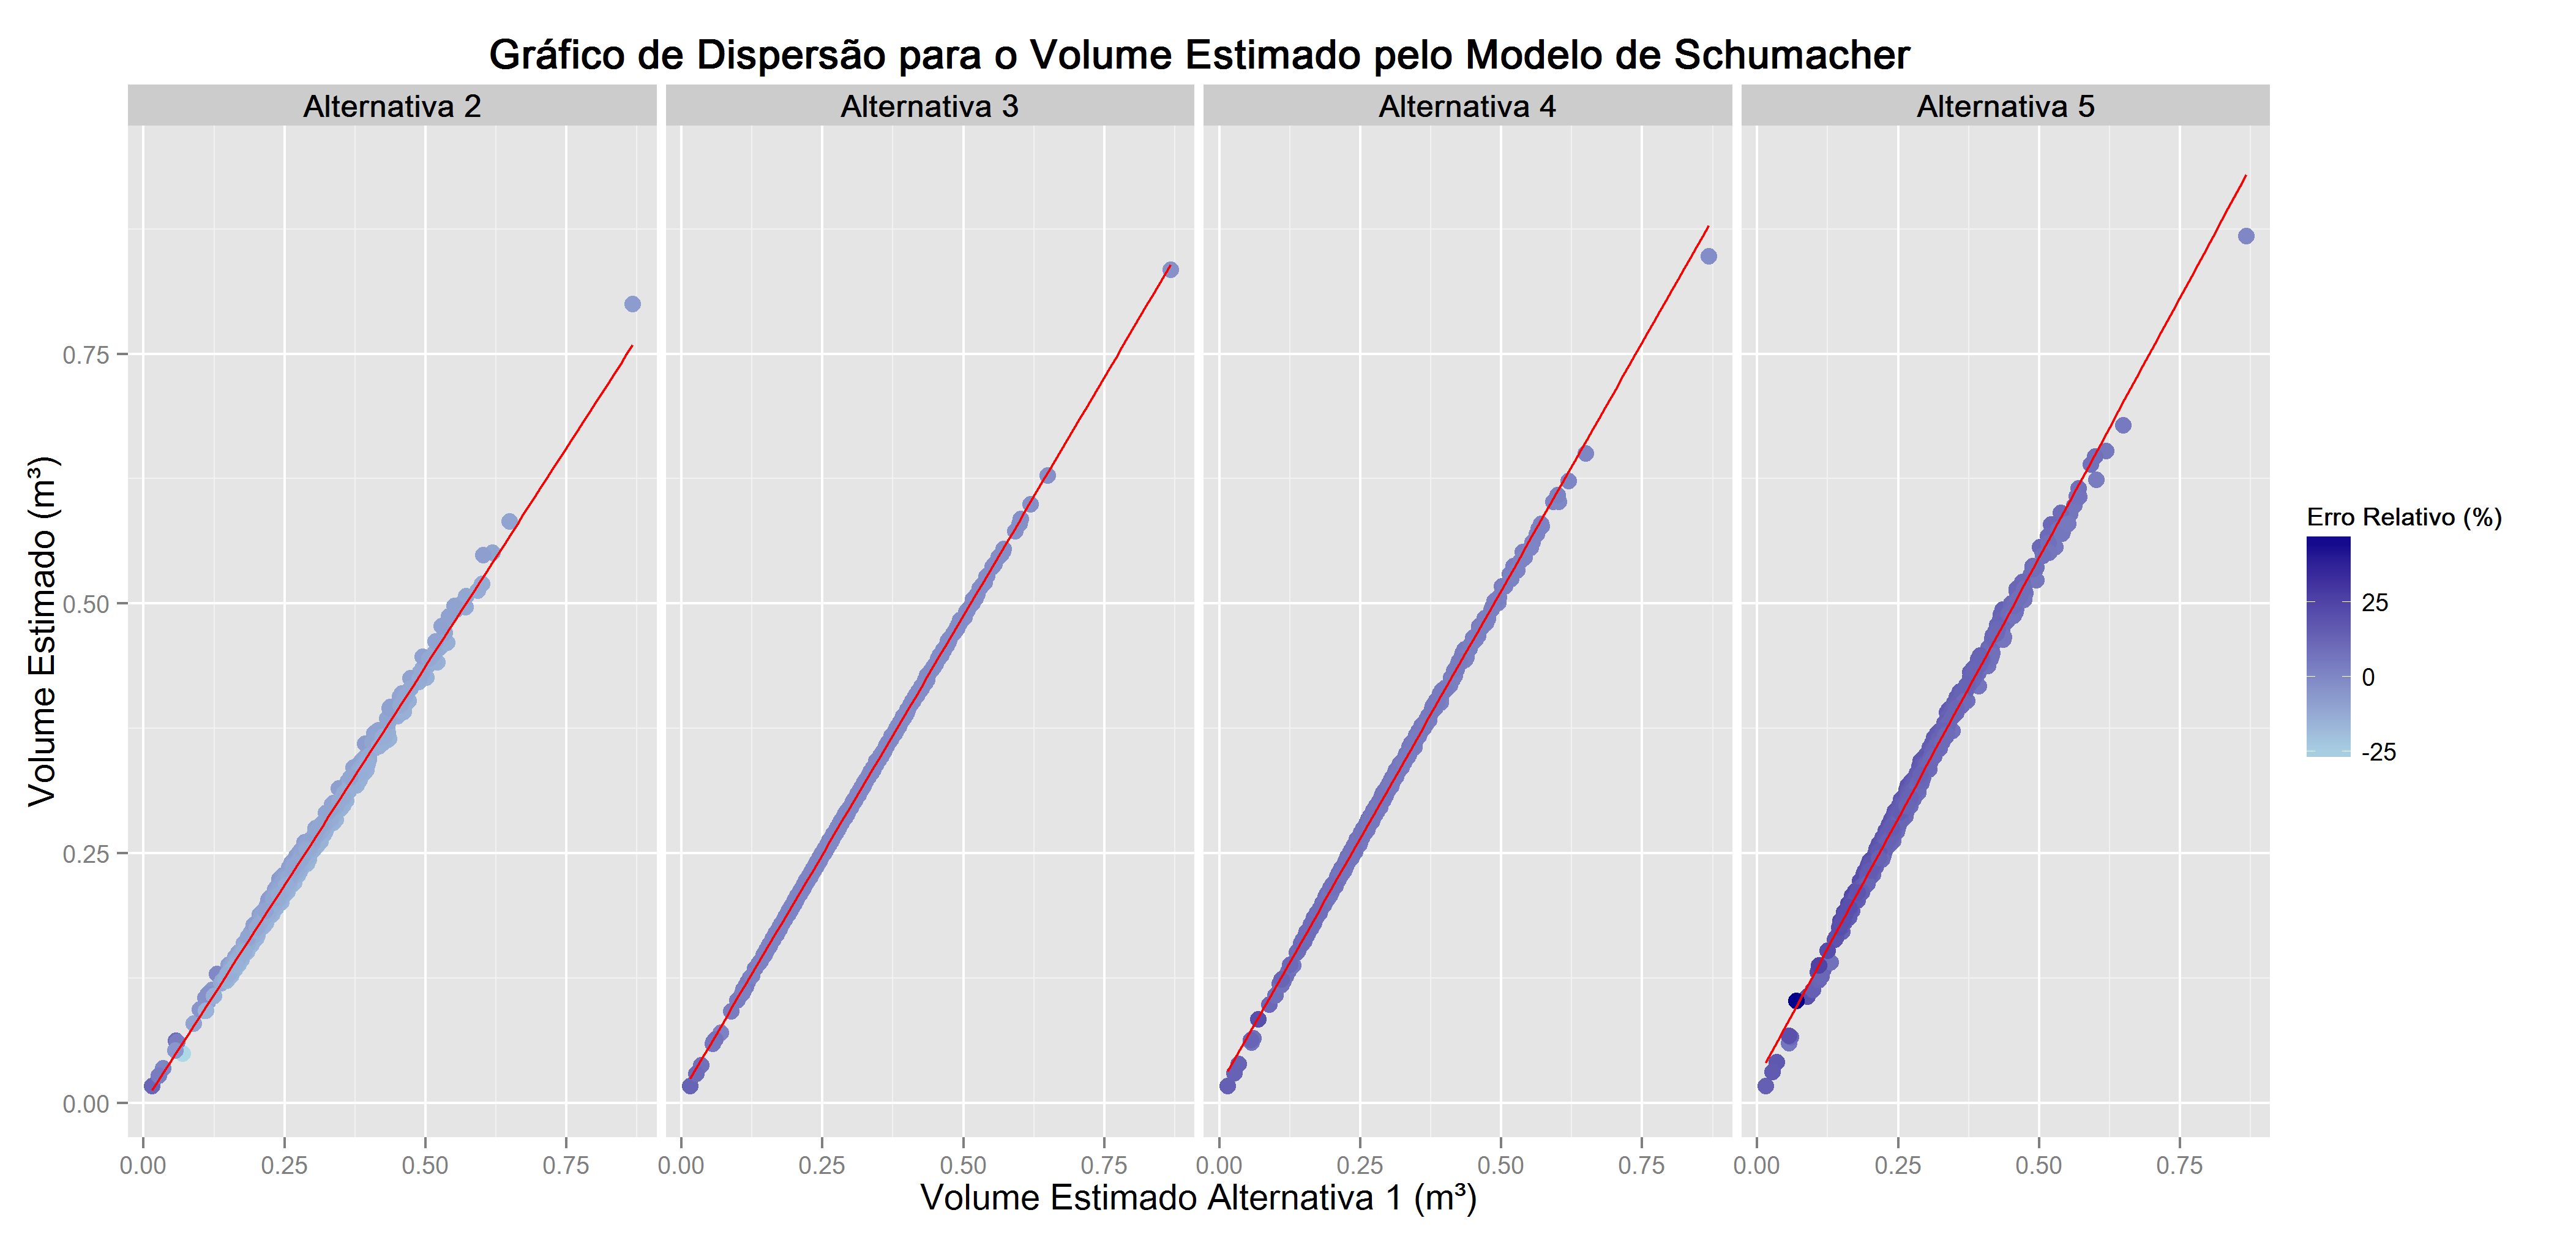 Gráfico de Dispersão para o Volume Estimado pelo Modelo de Schumacher
Alternativa 2 Alternativa 3 Alternativa 4 Alternativa 5
Volume Estimado (m³)
0.75
0.50
0.25
0.00
0.00 0.25 0.50 0.75 0.00 0.25 0.50 0.75 0.00 0.25 0.50 0.75 0.00 0.25 0.50 0.75
Volume Estimado Alternativa 1 (m³)
Erro Relativo (%)
25
0
-25